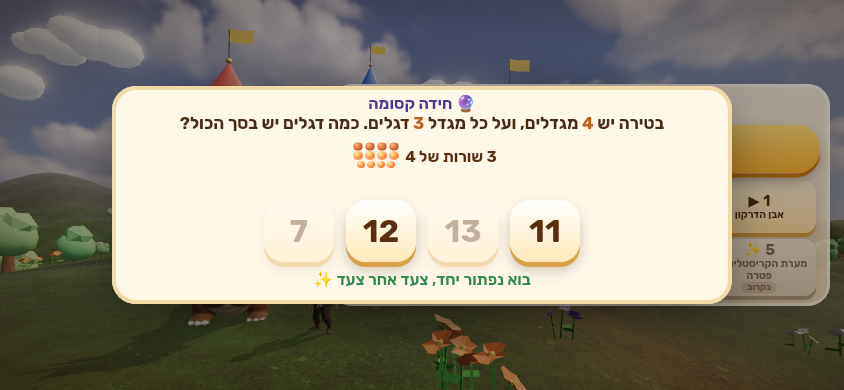 🔮 חידה קסומה
בטירה יש 4 מגדלים, ועל כל מגדל 3 דגלים. כמה דגלים יש בסך הכול?
3 שורות של 4
11
13
12
7
בוא נפתור יחד, צעד אחר צעד ✨
1 ▶
אבן הדרקון
5 ✨
מערת הקריסטלים
פטרה
בקרוב